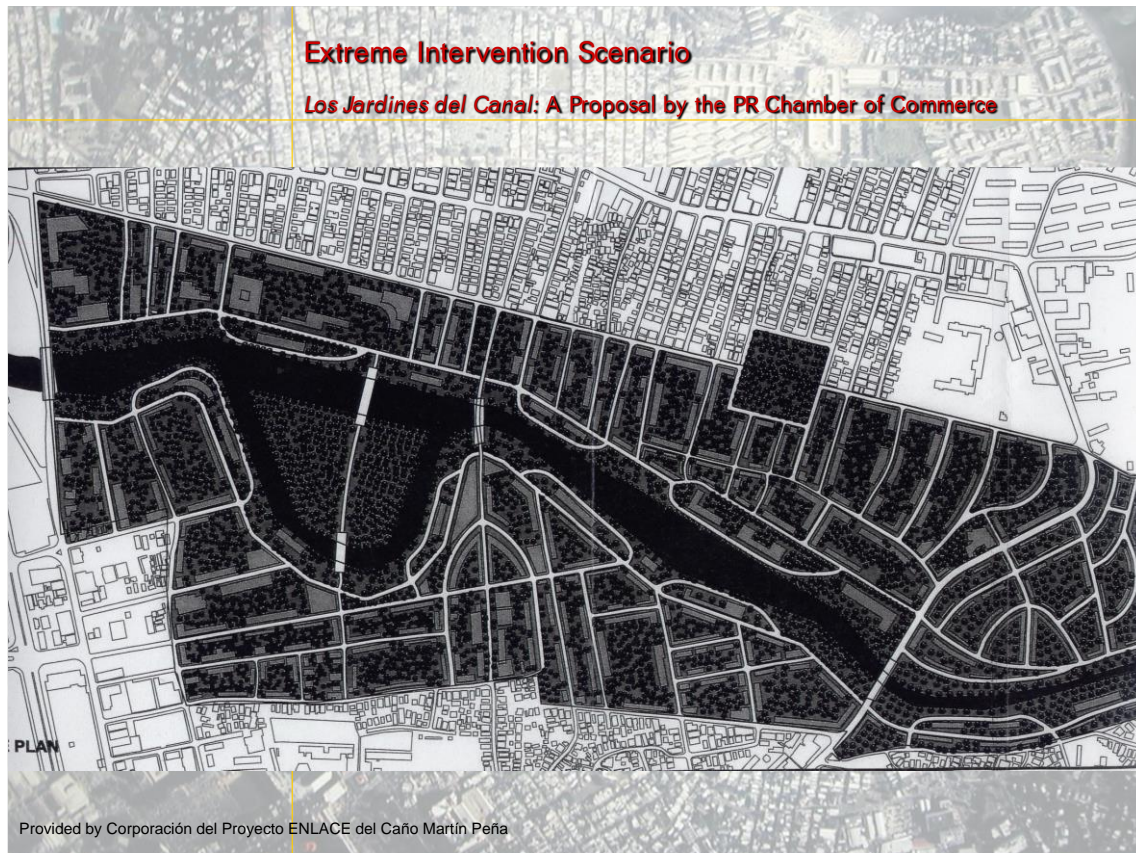 Extreme Intervention Scenario
Los Jardines del Canal: A Proposal by the PR Chamber of Commerce
PLAN
Provided by Corporación del Proyecto ENLACE del Caño Martín Peña